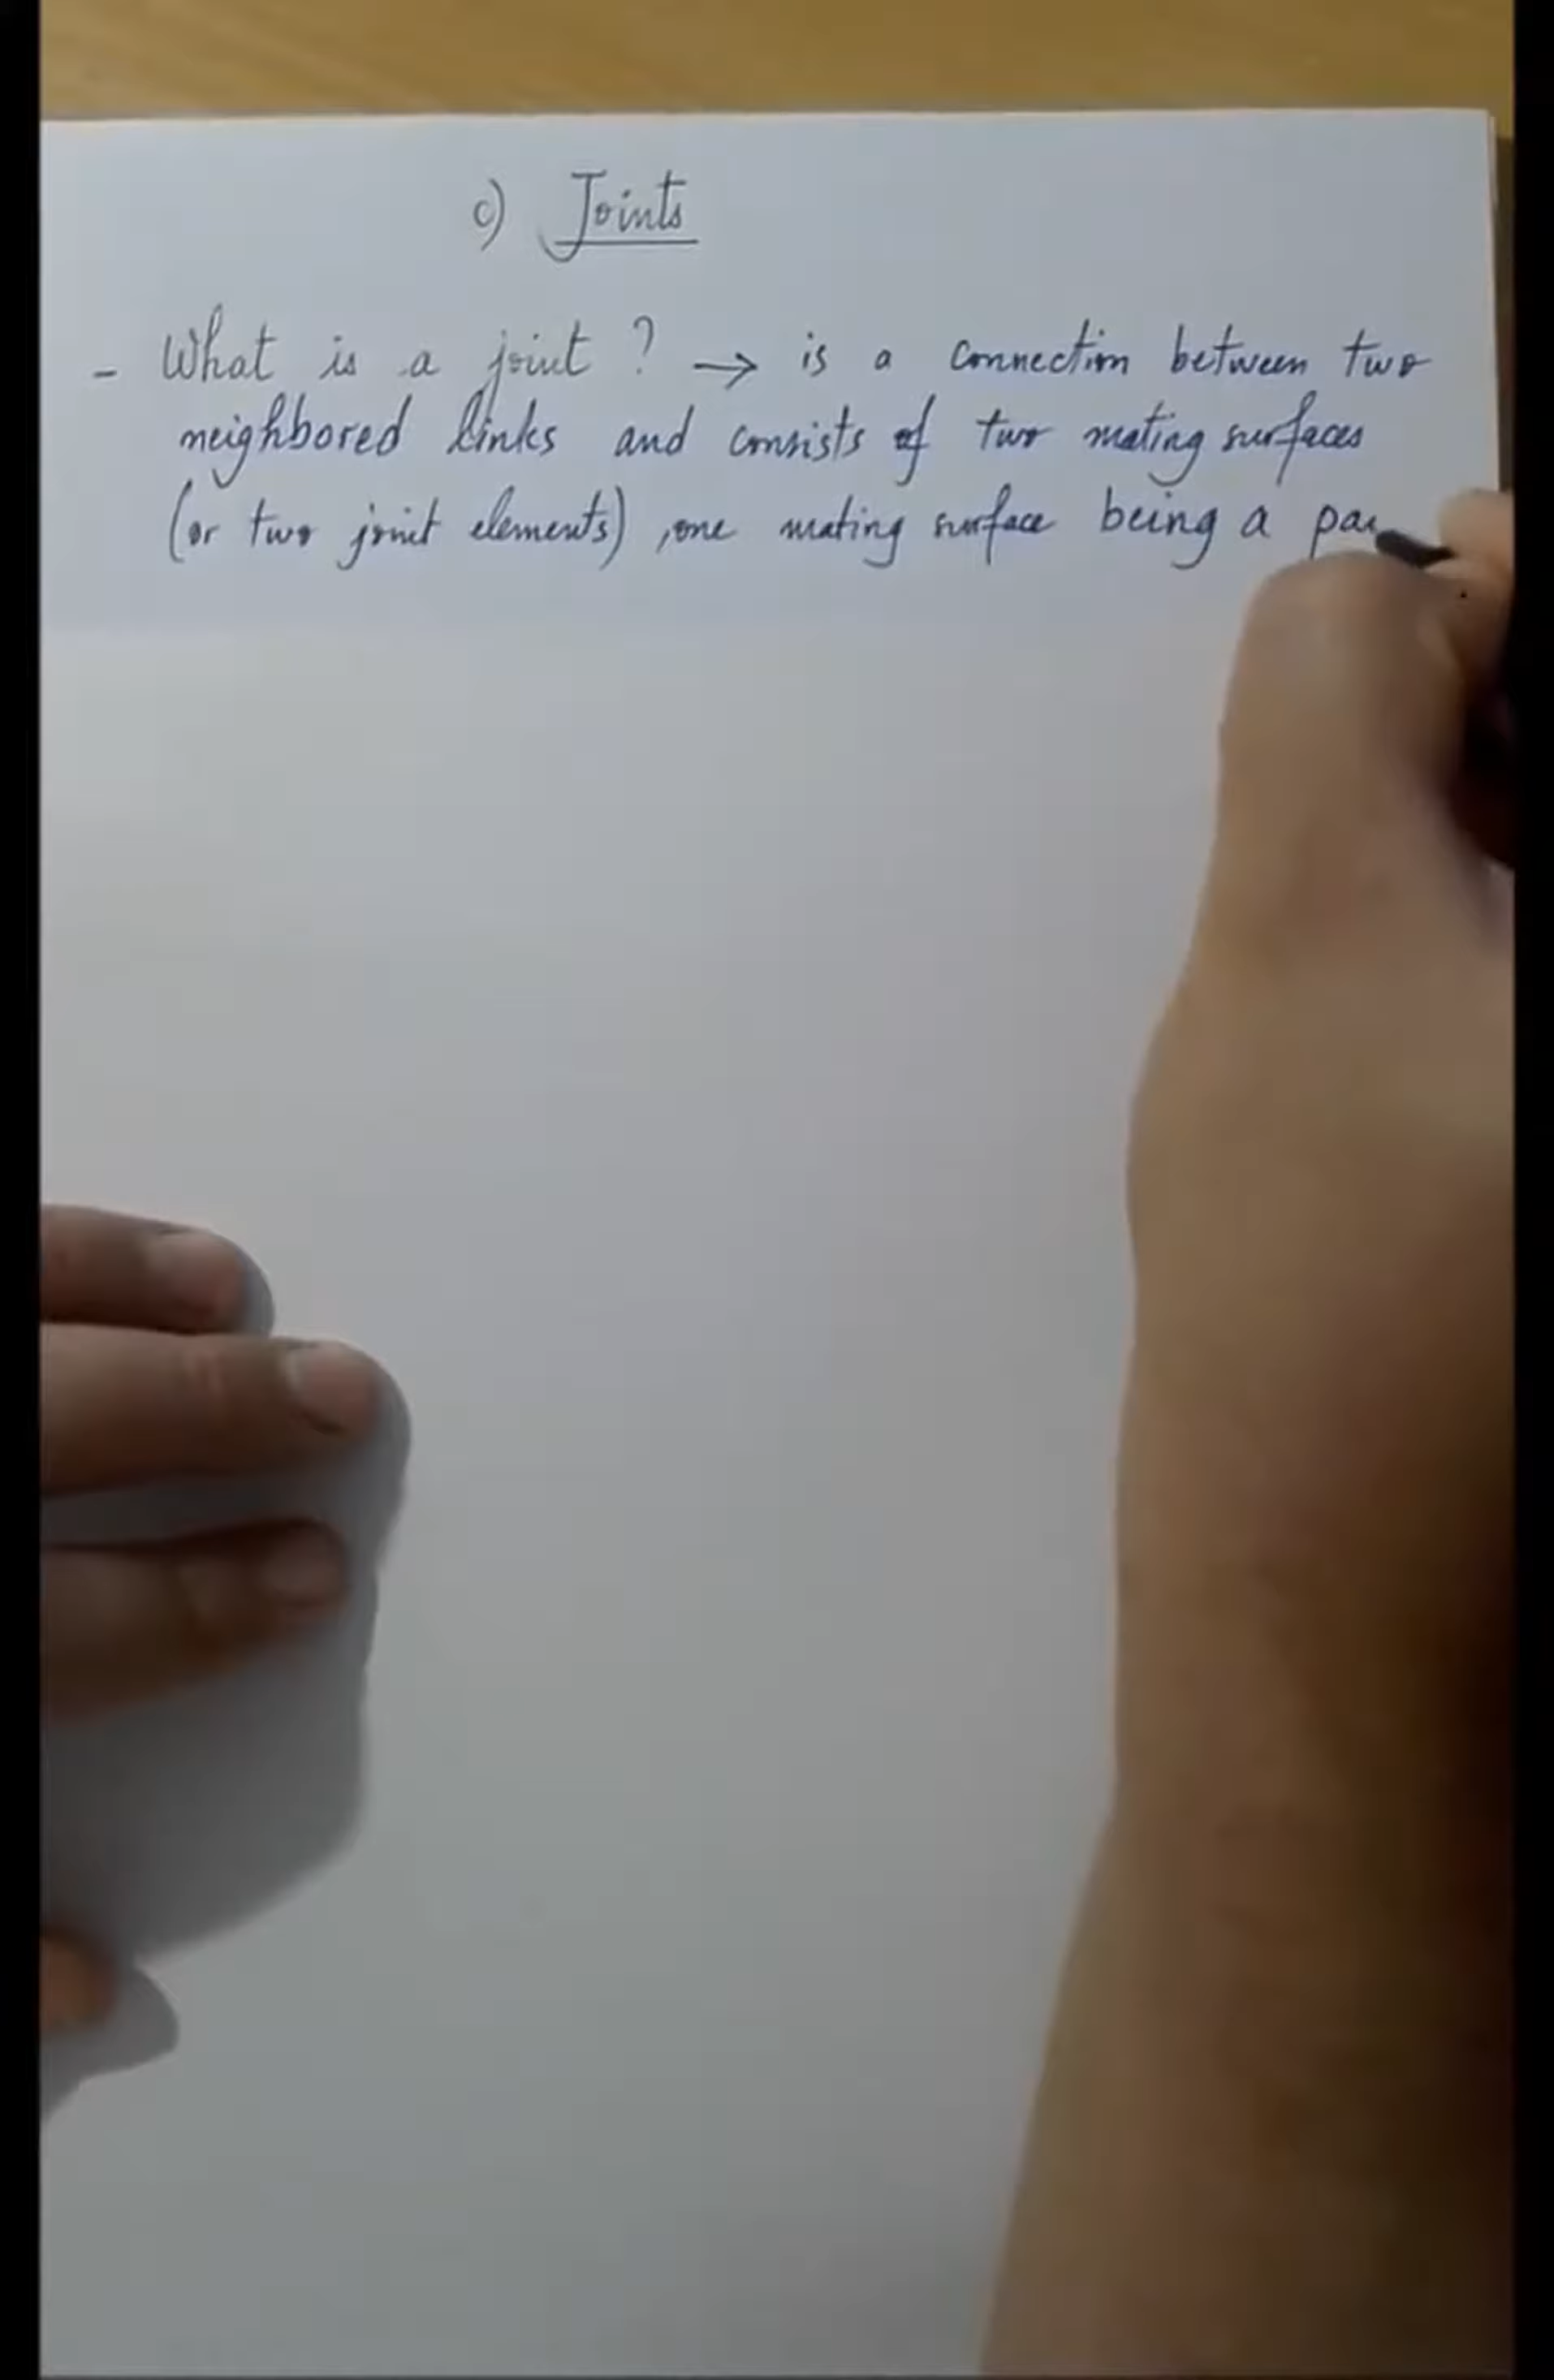 c) Joints
- What is a joint ? → is a connection between two
neighbored links and consists of two mating surfaces
(or two joint elements) , one mating surface being a